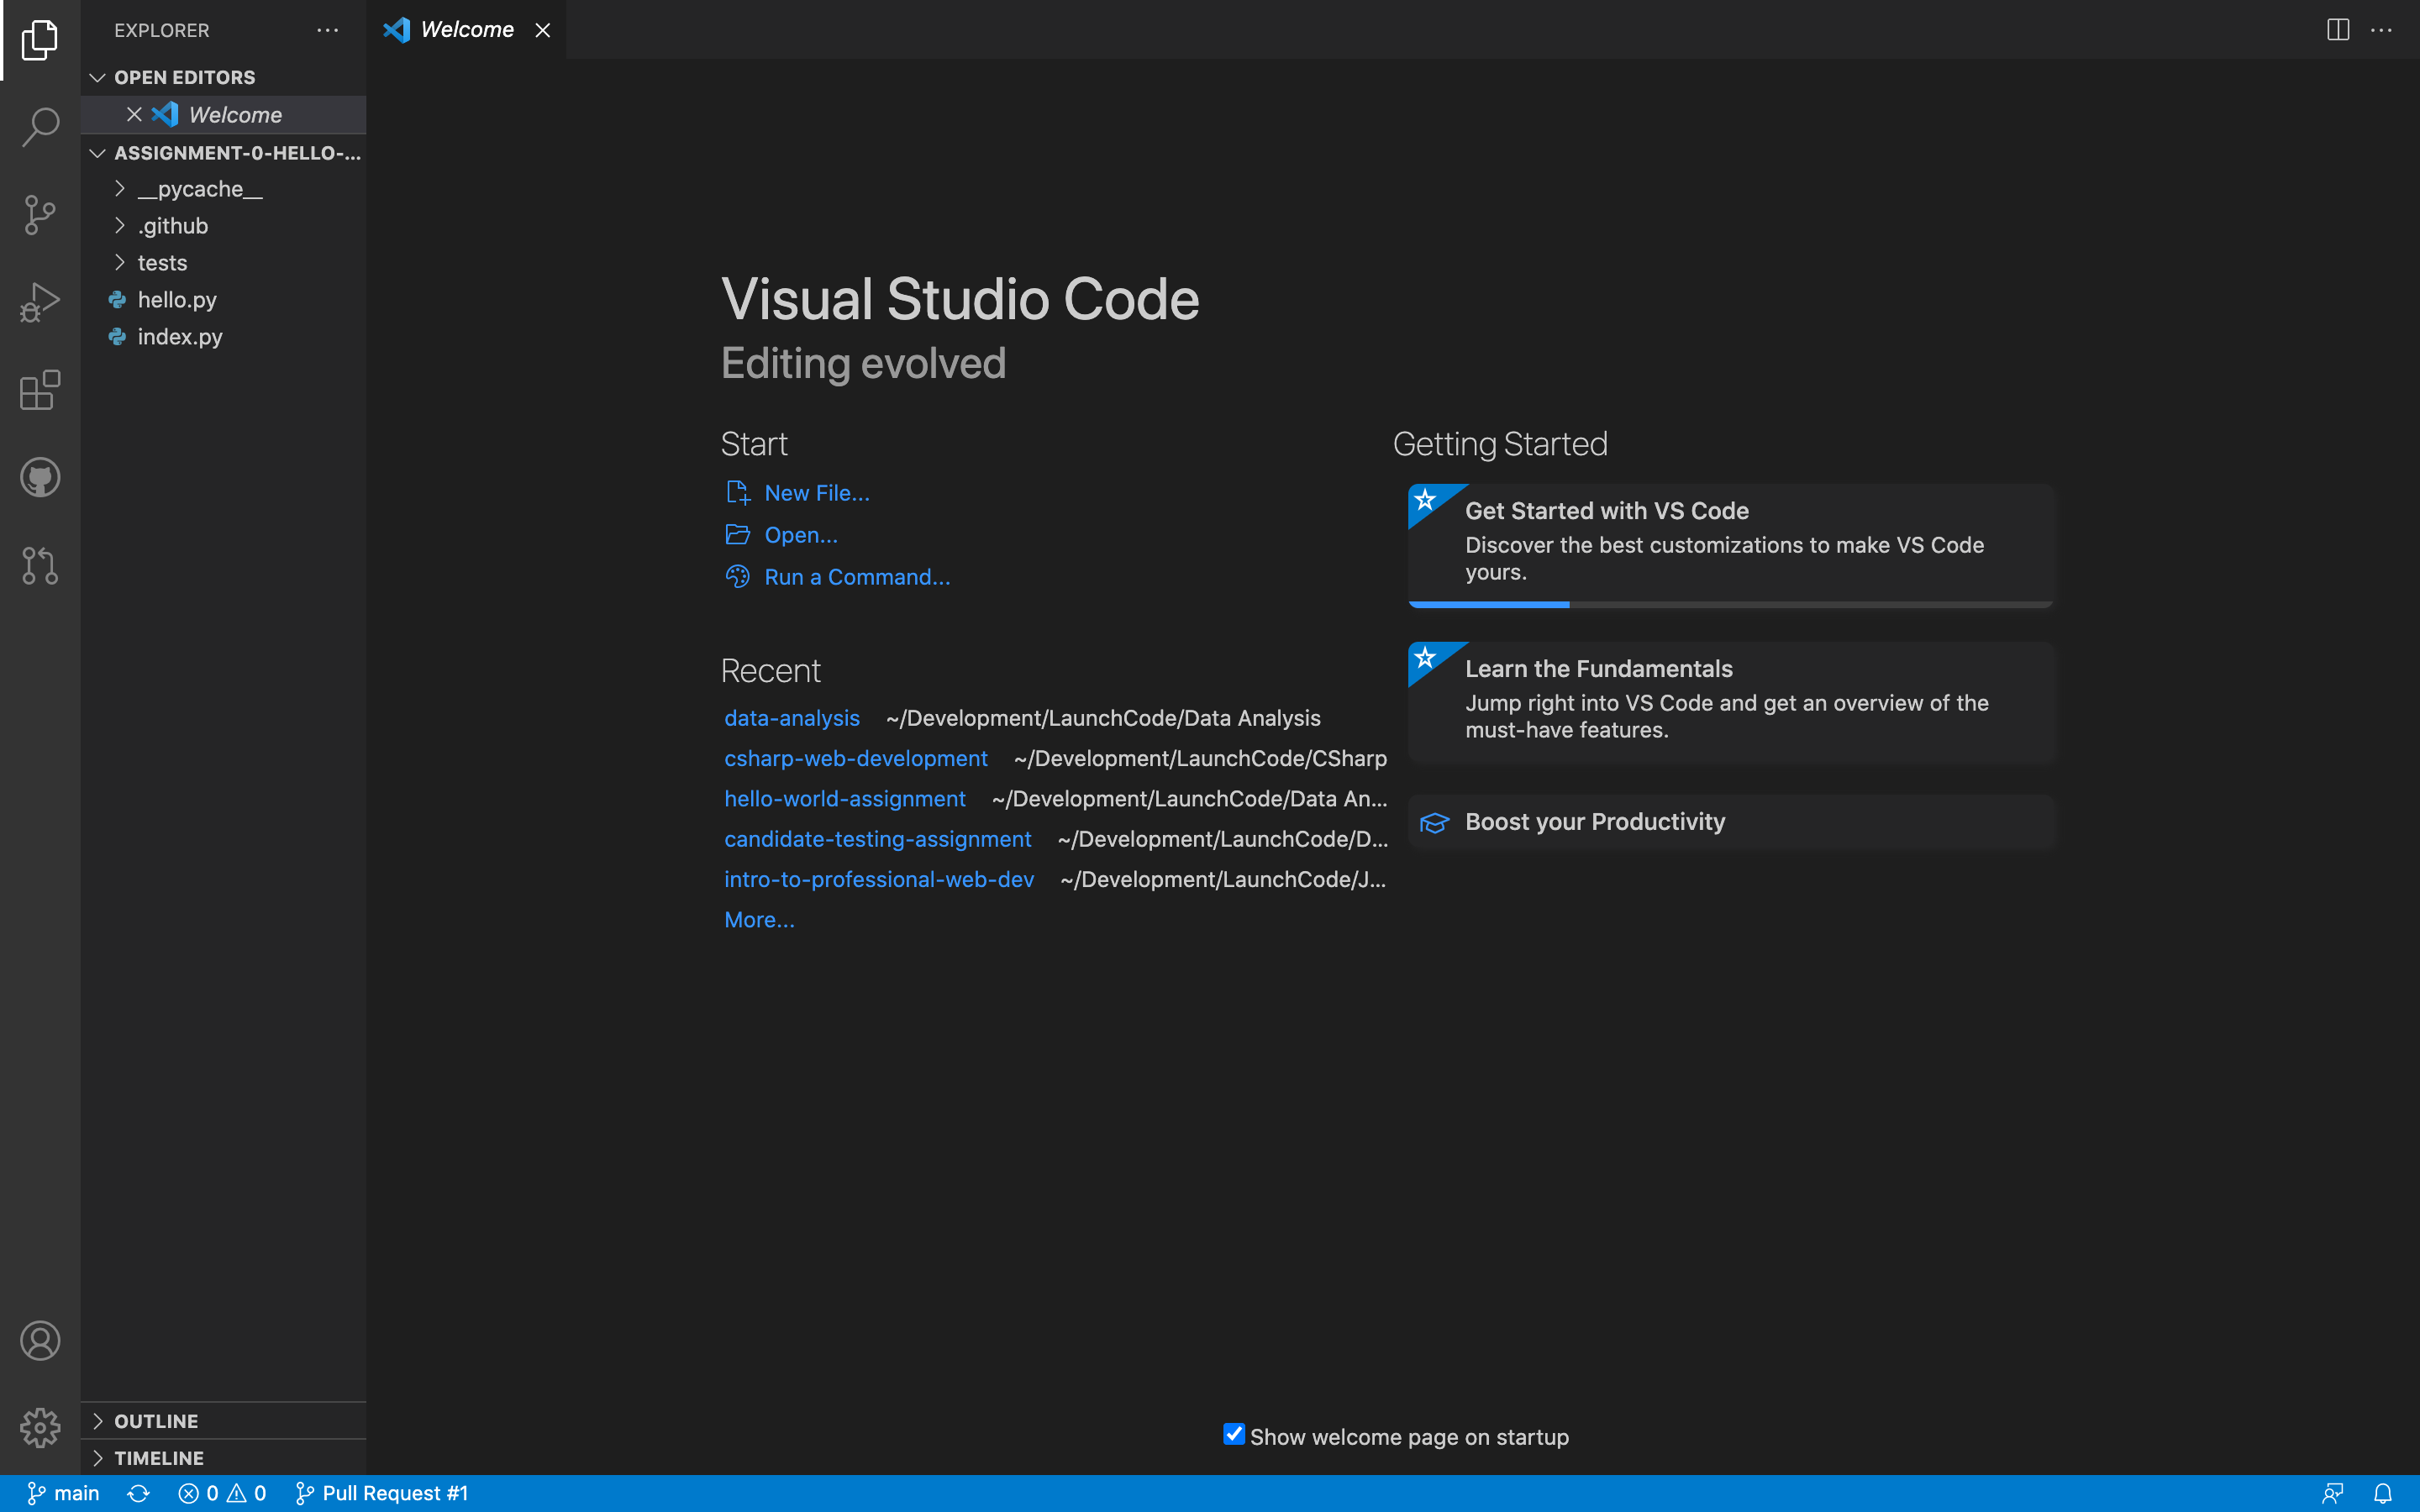 EXPLORER
OPEN EDITORS
Welcome
ASSIGNMENT-0-HELLO-...
__pycache__
.github
tests
hello.py
index.py
OUTLINE
TIMELINE
Welcome
Visual Studio Code
Editing evolved
Start
New File...
Open...
Run a Command...
Recent
data-analysis ~/Development/LaunchCode/Data Analysis
csharp-web-development ~/Development/LaunchCode/CSharp
hello-world-assignment ~/Development/LaunchCode/Data An...
candidate-testing-assignment ~/Development/LaunchCode/D...
intro-to-professional-web-dev ~/Development/LaunchCode/J...
More...
Getting Started
Get Started with VS Code
Discover the best customizations to make VS Code
yours.
Learn the Fundamentals
Jump right into VS Code and get an overview of the
must-have features.
Boost your Productivity
Show welcome page on startup
main 0 0 Pull Request #1